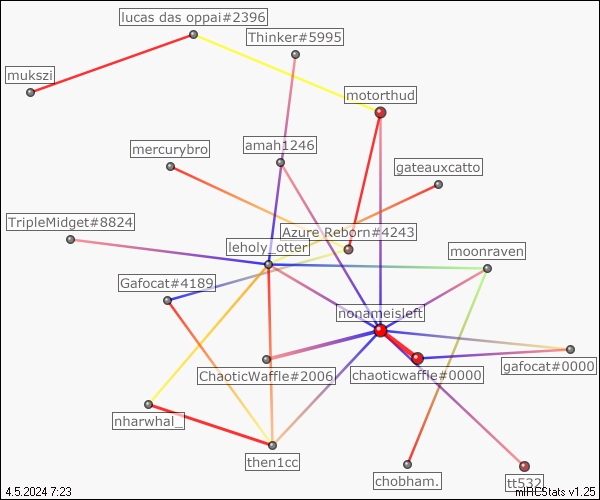 lucas das oppai#2396
Thinker#5995
mukszi
motorthud
amah1246
mercurybro
gateauxcatto
TripleMidget#8824
Azure Reborn#4243
leholy_otter
moonraven
Gafocat#4189
nonameisleft
gafocat#0000
ChaoticWaffle#2006
chaoticwaffle#0000
nharwhal_
then1cc
chobham.
tt532
4.5.2024 7:23
mIRCStats v1.25